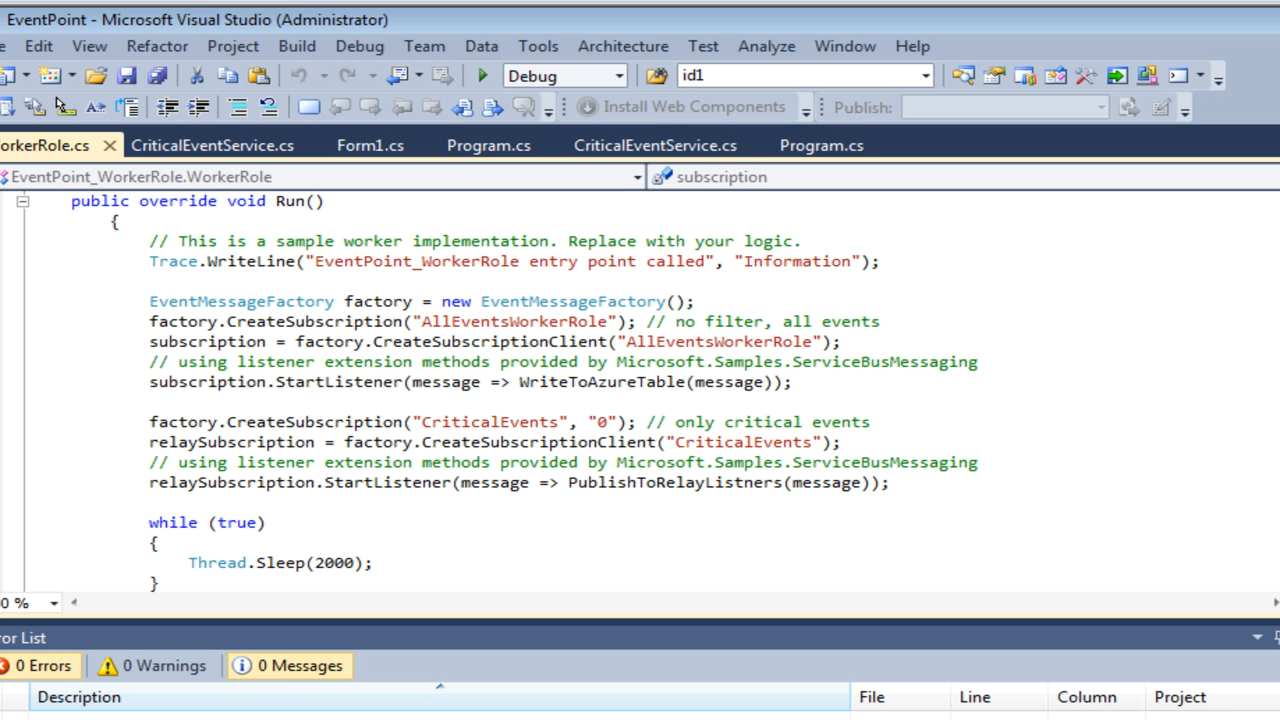 EventPoint - Microsoft Visual Studio (Administrator)
e Edit View Refactor Project Build Debug Team Data Tools Architecture Test Analyze Window Help
Debug id1
Install Web Components Publish:
orkerRole.cs CriticalEventService.cs Form1.cs Program.cs CriticalEventService.cs Program.cs
EventPoint_WorkerRole.WorkerRole subscription
public override void Run()
{
// This is a sample worker implementation. Replace with your logic.
Trace.WriteLine("EventPoint_WorkerRole entry point called", "Information");
EventMessageFactory factory = new EventMessageFactory();
factory.CreateSubscription("AllEventsWorkerRole"); // no filter, all events
subscription = factory.CreateSubscriptionClient("AllEventsWorkerRole");
// using listener extension methods provided by Microsoft.Samples.ServiceBusMessaging
subscription.StartListener(message => WriteToAzureTable(message));
factory.CreateSubscription("CriticalEvents", "0"); // only critical events
relaySubscription = factory.CreateSubscriptionClient("CriticalEvents");
// using listener extension methods provided by Microsoft.Samples.ServiceBusMessaging
relaySubscription.StartListener(message => PublishToRelayListners(message));
while (true)
{
Thread.Sleep(2000);
}
0 %
ror List
0 Errors 0 Warnings 0 Messages
Description File Line Column Project